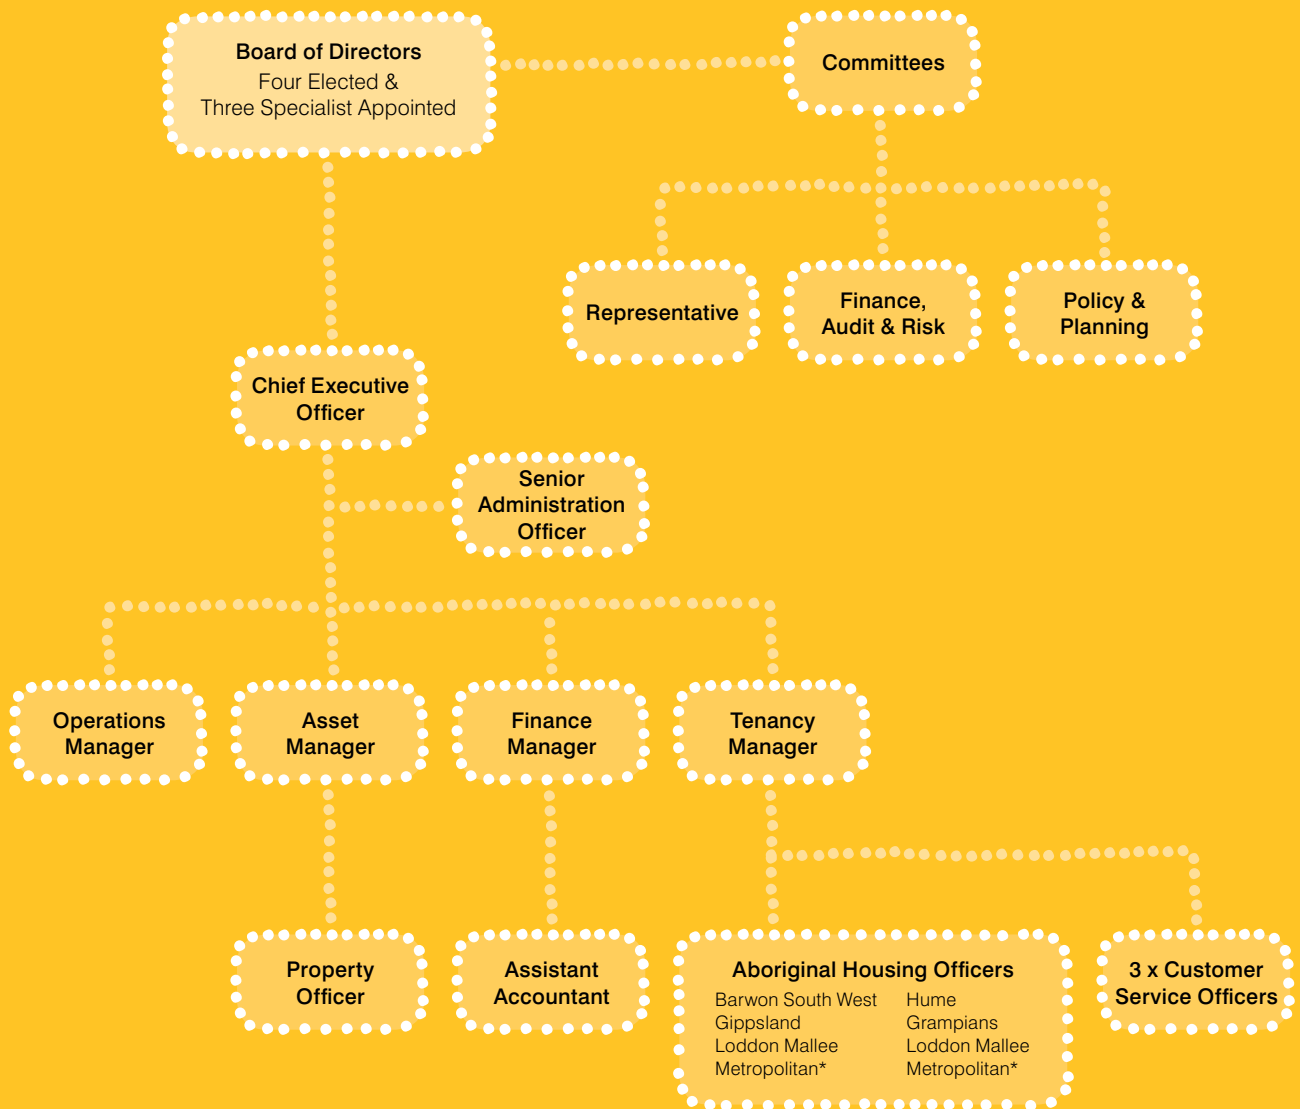 Board of Directors
Four Elected &
Three Specialist Appointed
Committees
Representative
Finance,
Audit & Risk
Policy &
Planning
Chief Executive
Officer
Senior
Administration
Officer
Operations
Manager
Asset
Manager
Finance
Manager
Tenancy
Manager
Property
Officer
Assistant
Accountant
Aboriginal Housing Officers
Barwon South West
Gippsland
Loddon Mallee
Metropolitan*
Hume
Grampians
Loddon Mallee
Metropolitan*
3 x Customer
Service Officers